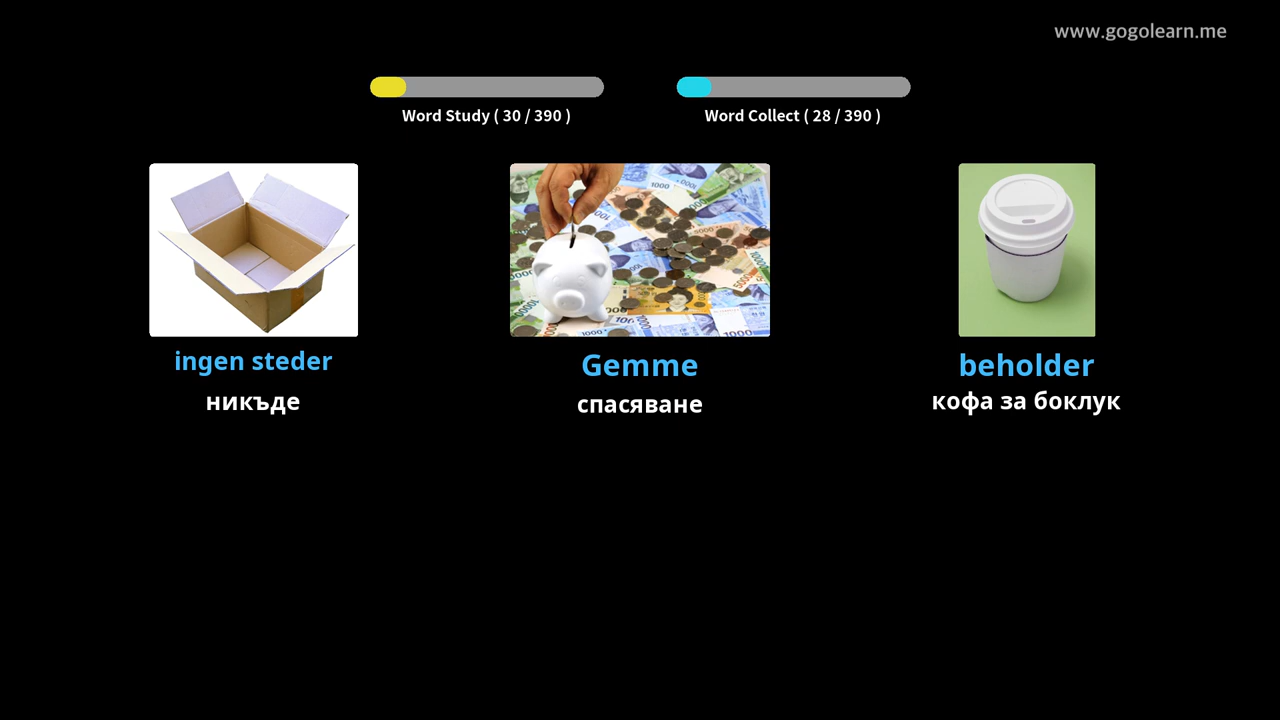 www.gogolearn.me
Word Study ( 30 / 390 )
Word Collect ( 28 / 390 )
ingen steder
Gemme
beholder
никъде
спасяване
кофа за боклук